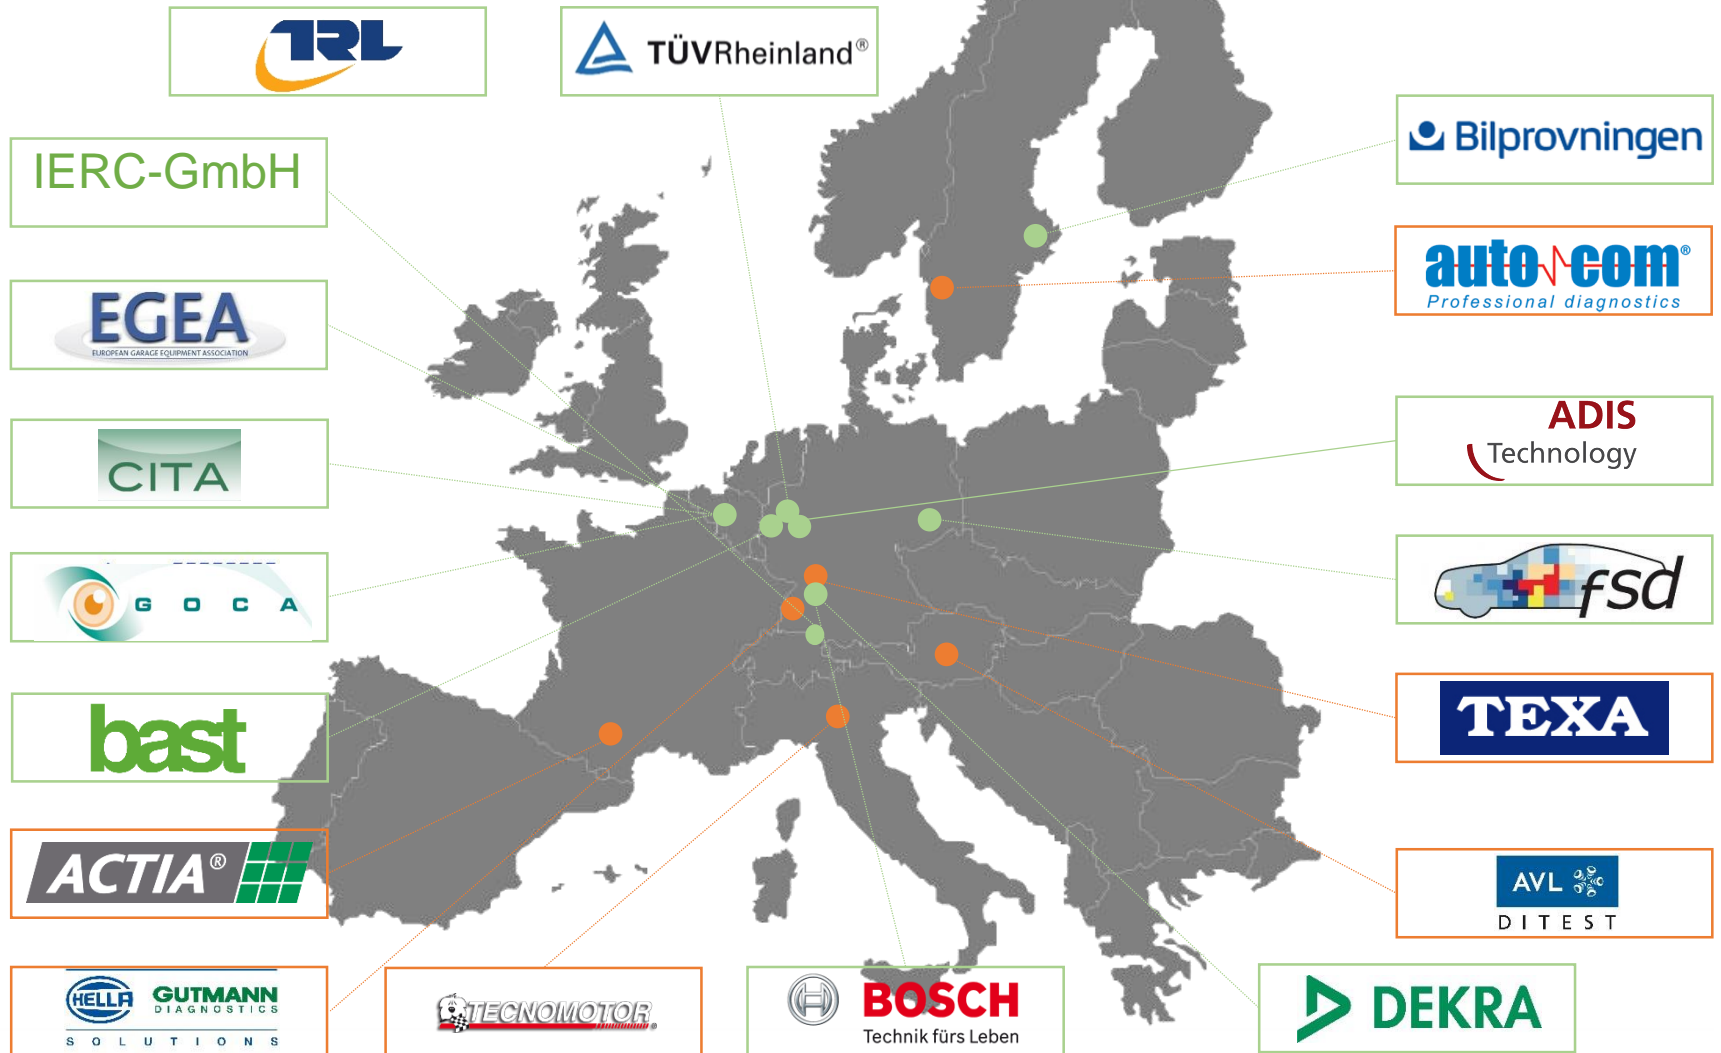 TRL
TÜVRheinland®
IERC-GmbH
Bilprovningen
auto com®
Professional diagnostics
EGEA
EUROPEAN GARAGE EQUIPMENT ASSOCIATION
CITA
ADIS
Technology
GOCA
fsd
bast
TEXA
ACTIA®
AVL
DITEST
HELLA GUTMANN
DIAGNOSTICS
SOLUTIONS
TECNOMOTOR®
BOSCH
Technik fürs Leben
DEKRA